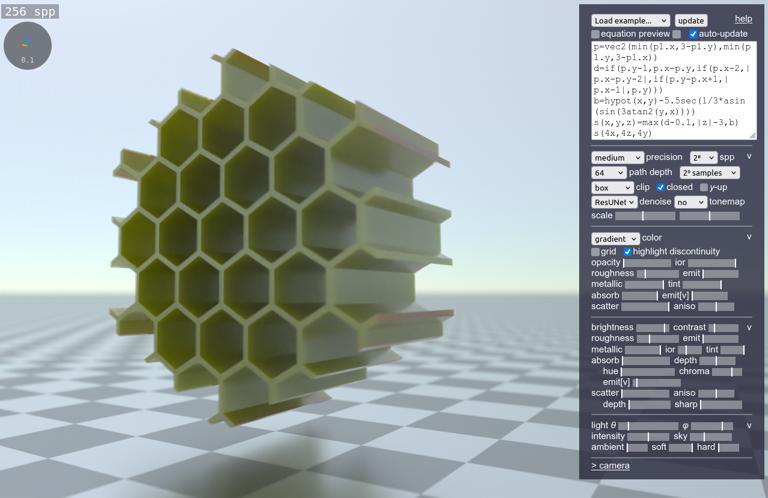 256 spp
0.1
Load example... update help
equation preview auto-update
p=vec2(min(p1.x,3-p1.y),min(p
1.y,3-p1.x))
d=if(p.y-1,p.x-p.y,if(p.x-2,|
p.x-p.y-2|,if(p.y-p.x+1,|
p.x-1|,p.y)))
b=hypot(x,y)-5.5sec(1/3*asin
(sin(3atan2(y,x))))
s(x,y,z)=max(d-0.1,|z|-3,b)
s(4x,4z,4y)
medium precision 2⁸ spp v
64 path depth 2⁰ samples
box clip closed y-up
ResUNet denoise no tonemap
scale
gradient color v
grid highlight discontinuity
opacity ior
roughness emit
metallic tint
absorb emit[v]
scatter aniso
brightness contrast v
roughness emit
metallic ior tint
absorb depth
hue chroma
emit[v]
scatter aniso
depth sharp
light θ φ v
intensity sky
ambient soft hard
> camera